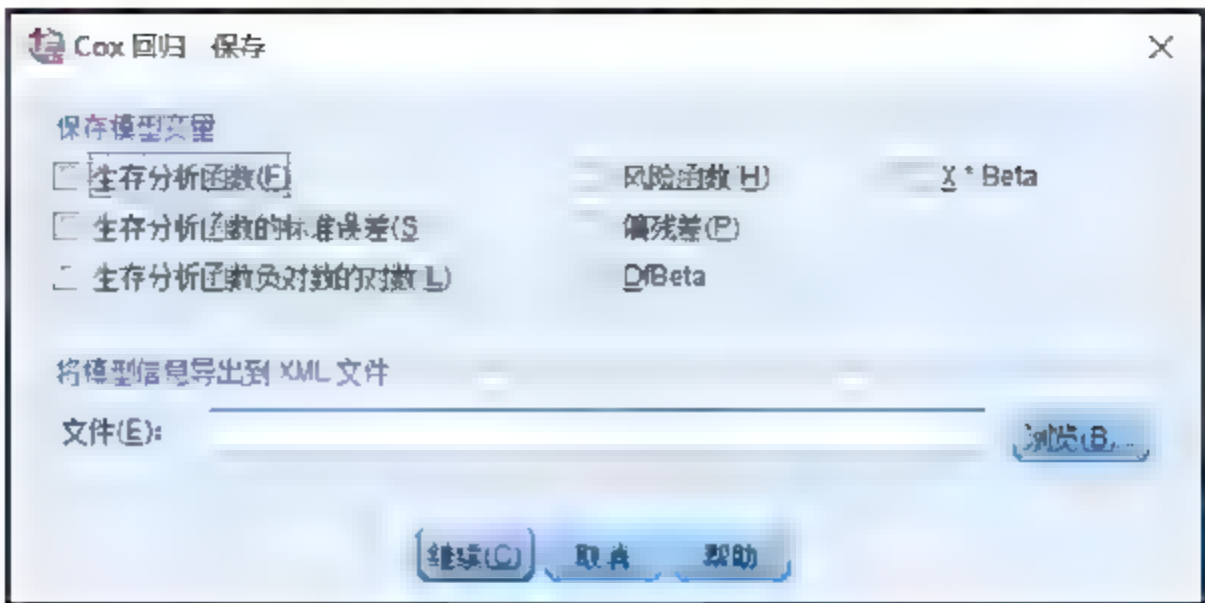 Cox 回归 保存
保存模型变量
生存分析函数(F) 风险函数(H) X * Beta
生存分析函数的标准误差(S 偏残差(P)
生存分析函数负对数的对数(L) DfBeta
将模型信息导出到 XML 文件
文件(E): 浏览(B)...
继续(C) 取消 帮助